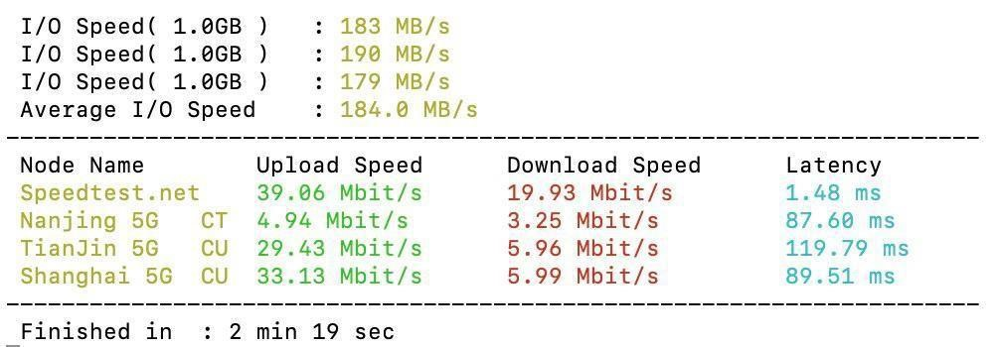 I/O Speed( 1.0GB )   : 183 MB/s
I/O Speed( 1.0GB )   : 190 MB/s
I/O Speed( 1.0GB )   : 179 MB/s
Average I/O Speed    : 184.0 MB/s
----------------------------------------------------------------------
Node Name        Upload Speed      Download Speed      Latency
Speedtest.net    39.06 Mbit/s      19.93 Mbit/s        1.48 ms
Nanjing 5G   CT  4.94 Mbit/s       3.25 Mbit/s         87.60 ms
TianJin 5G   CU  29.43 Mbit/s      5.96 Mbit/s         119.79 ms
Shanghai 5G  CU  33.13 Mbit/s      5.99 Mbit/s         89.51 ms
----------------------------------------------------------------------
Finished in  : 2 min 19 sec